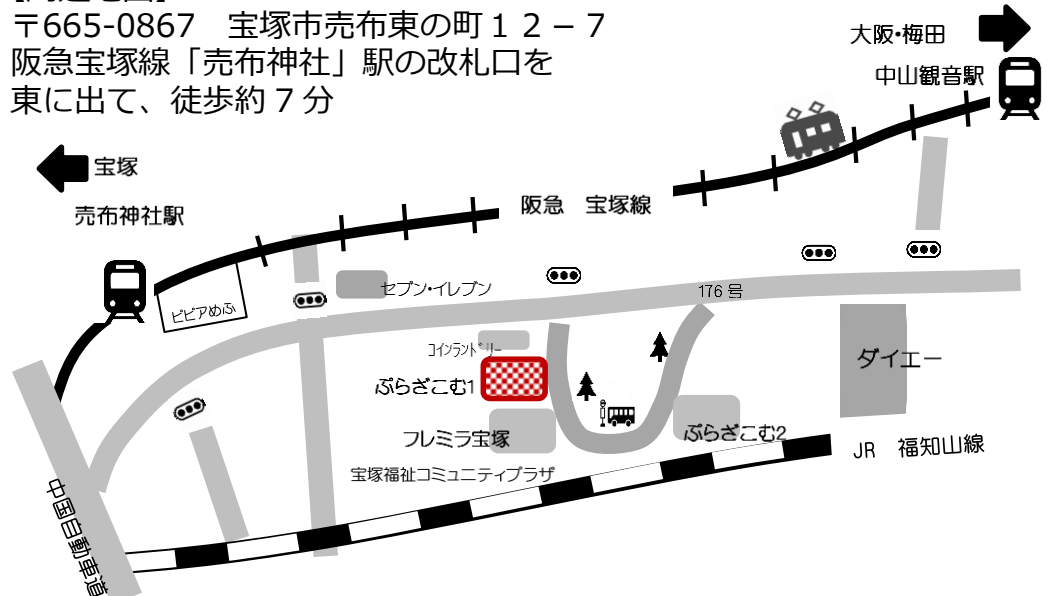 〒665-0867　宝塚市売布東の町１２－７
阪急宝塚線「売布神社」駅の改札口を
東に出て、徒歩約７分
大阪・梅田
中山観音駅
宝塚
売布神社駅
阪急　宝塚線
セブン・イレブン
176 号
ピピアめふ
コインランドリー
ぷらざこむ1
ダイエー
フレミラ宝塚
ぷらざこむ2
JR　福知山線
宝塚福祉コミュニティプラザ
中国自動車道